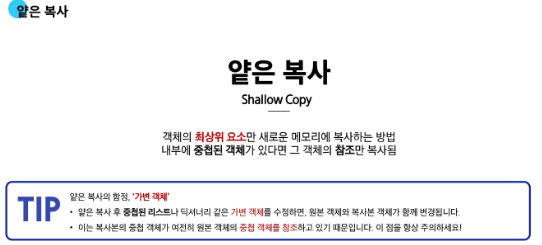 얕은 복사
얕은 복사
Shallow Copy
객체의 최상위 요소만 새로운 메모리에 복사하는 방법
내부에 중첩된 객체가 있다면 그 객체의 참조만 복사됨
TIP
얕은 복사의 함정, '가변 객체'
• 얕은 복사 후 중첩된 리스트나 딕셔너리 같은 가변 객체를 수정하면, 원본 객체와 복사본 객체가 함께 변경됩니다.
• 이는 복사본의 중첩 객체가 여전히 원본 객체의 중첩 객체를 참조하고 있기 때문입니다. 이 점을 항상 주의하세요!